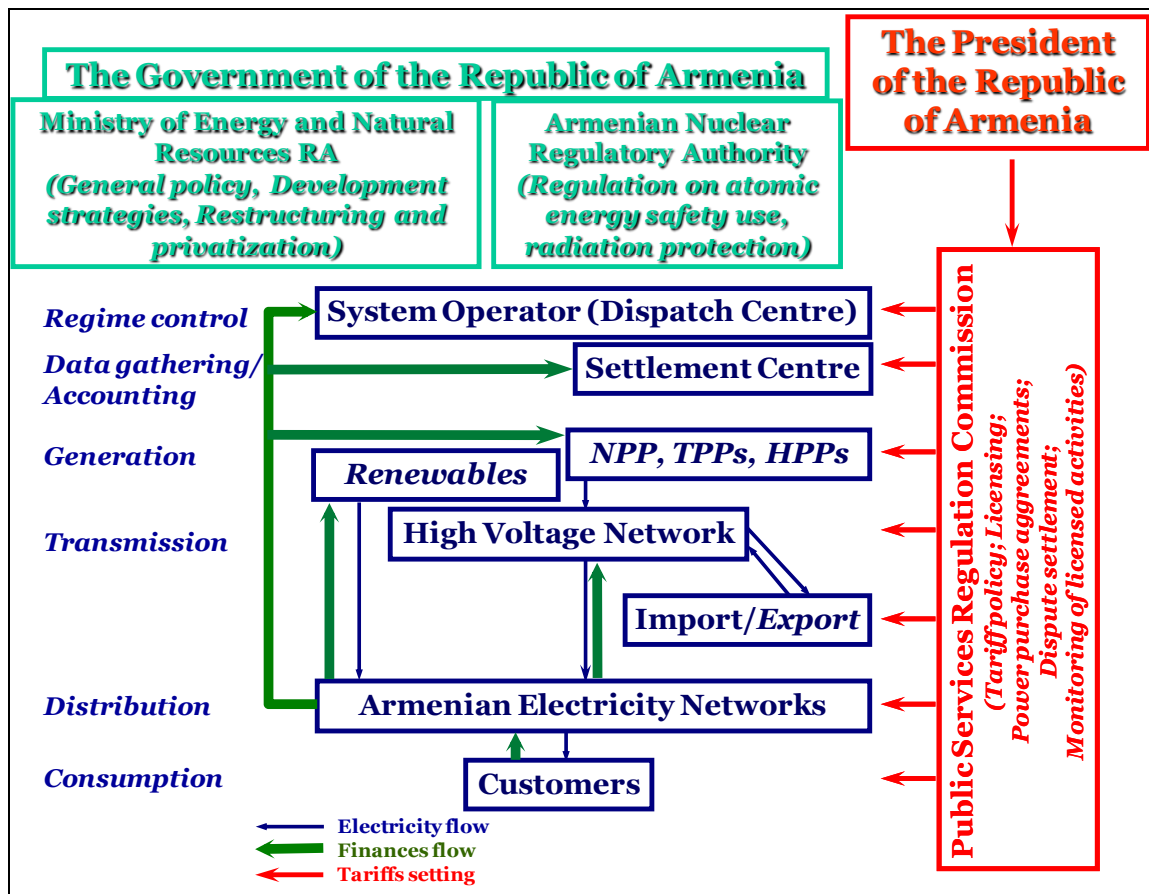 The Government of the Republic of Armenia
The President
of the Republic
of Armenia
Ministry of Energy and Natural
Resources RA
(General policy, Development
strategies, Restructuring and
privatization)
Armenian Nuclear
Regulatory Authority
(Regulation on atomic
energy safety use,
radiation protection)
Regime control
System Operator (Dispatch Centre)
Data gathering/
Accounting
Settlement Centre
Generation
NPP, TPPs, HPPs
Renewables
Transmission
High Voltage Network
Import/Export
Distribution
Armenian Electricity Networks
Consumption
Customers
Public Services Regulation Commission
(Tariff policy; Licensing;
Power purchase aggreements;
Dispute settlement;
Monitoring of licensed activities)
Electricity flow
Finances flow
Tariffs setting